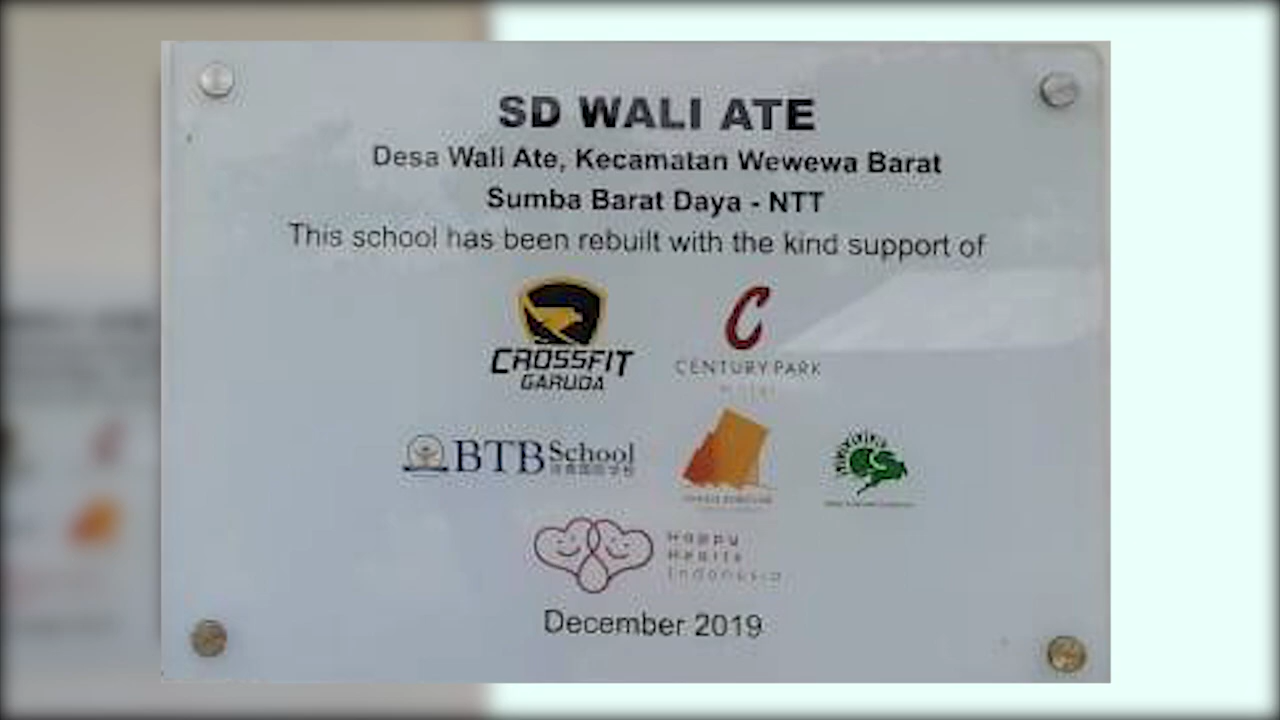 SD WALI ATE
Desa Wali Ate, Kecamatan Wewewa Barat
Sumba Barat Daya - NTT
This school has been rebuilt with the kind support of
CROSSFIT
GARUDA
CENTURY PARK
HOTEL
BTB School
Happy
Hearts
Indonesia
December 2019